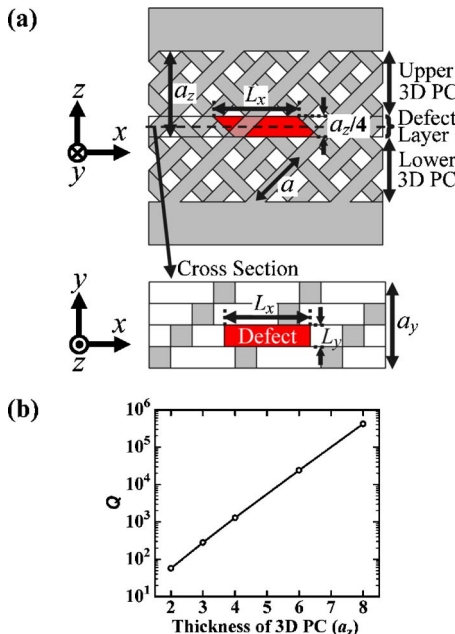 (a)
z
x
y
a_z
L_x
a_z/4
a
Upper
3D PC
Defect
Layer
Lower
3D PC
Cross Section
y
x
z
L_x
Defect
L_y
a_y
(b)
Q
10^6
10^5
10^4
10^3
10^2
10^1
2 3 4 5 6 7 8
Thickness of 3D PC (a_z)